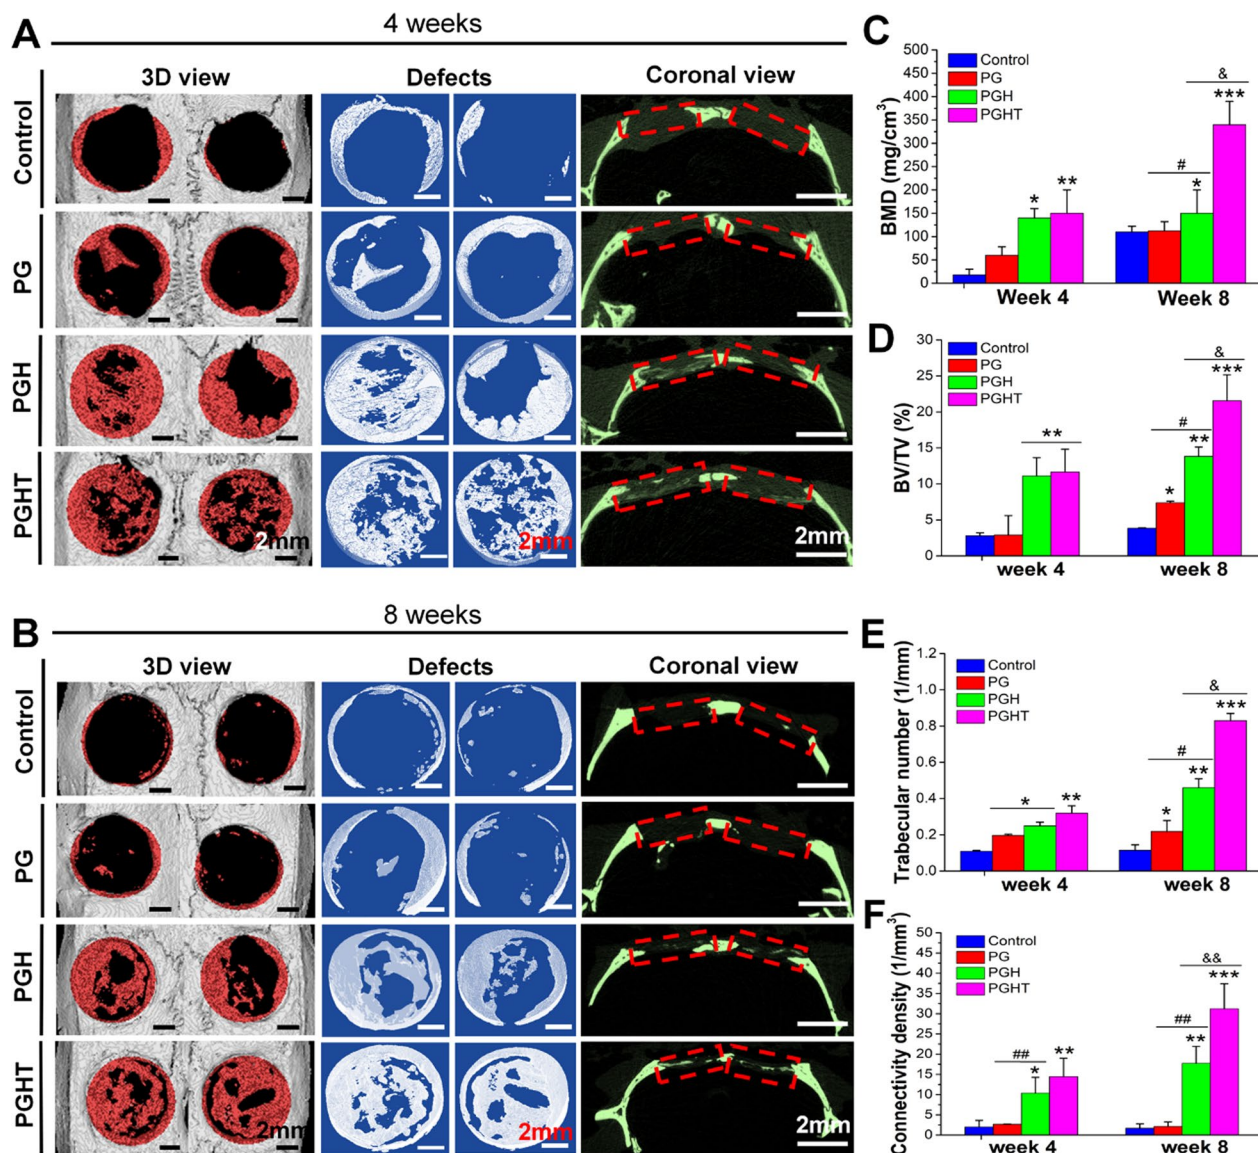 A
4 weeks
3D view
Defects
Coronal view
Control
PG
PGH
PGHT
2mm
2mm
2mm
B
8 weeks
3D view
Defects
Coronal view
Control
PG
PGH
PGHT
2mm
2mm
2mm
C
BMD (mg/cm³)
500
450
400
350
300
250
200
150
100
50
0
Control
PG
PGH
PGHT
*
**
#
*
&
***
Week 4
Week 8
D
BV/TV (%)
30
25
20
15
10
5
0
Control
PG
PGH
PGHT
**
*
#
**
&
***
week 4
week 8
E
Trabecular number (1/mm)
1.2
1.0
0.8
0.6
0.4
0.2
0.0
Control
PG
PGH
PGHT
*
**
*
#
**
&
***
week 4
week 8
F
Connectivity density (1/mm³)
50
45
40
35
30
25
20
15
10
5
0
Control
PG
PGH
PGHT
##
*
**
##
**
&&
***
week 4
week 8